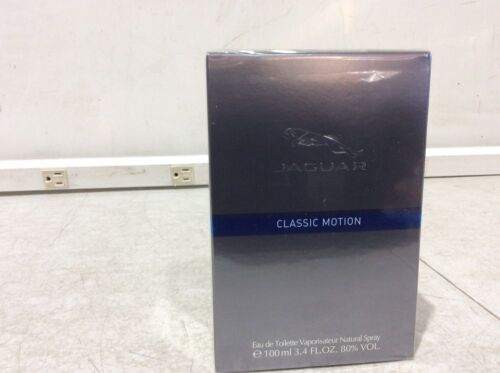 JAGUAR
CLASSIC MOTION
Eau de Toilette Vaporisateur Natural Spray
℮ 100 ml 3.4 FL.OZ. 80% VOL.